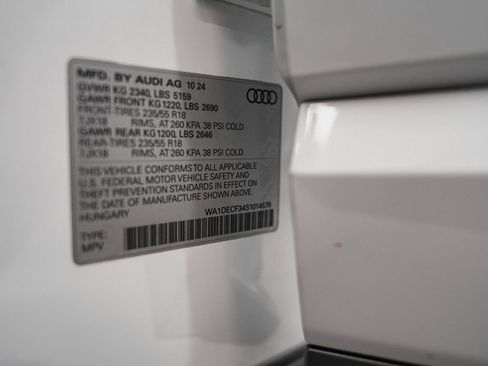 MFD. BY AUDI AG 10 24
GVWR KG 2340, LBS 5159
GAWR FRONT KG 1220, LBS 2690
FRONT-TIRES 235/55 R18
7JX18 RIMS, AT 260 KPA 38 PSI COLD
GAWR REAR KG 1200, LBS 2646
REAR-TIRES 235/55 R18
7JX18 RIMS, AT 260 KPA 38 PSI COLD
THIS VEHICLE CONFORMS TO ALL APPLICABLE
U.S. FEDERAL MOTOR VEHICLE SAFETY AND
THEFT PREVENTION STANDARDS IN EFFECT ON
THE DATE OF MANUFACTURE SHOWN ABOVE.
HUNGARY
WA1DECF34S1014576
TYPE:
MPV